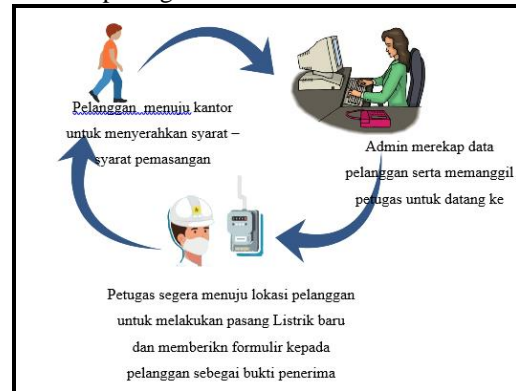 Pelanggan menuju kantor
untuk menyerahkan syarat –
syarat pemasangan
Admin merekap data
pelanggan serta memanggil
petugas untuk datang ke
Petugas segera menuju lokasi pelanggan
untuk melakukan pasang Listrik baru
dan memberikn formulir kepada
pelanggan sebegai bukti penerima